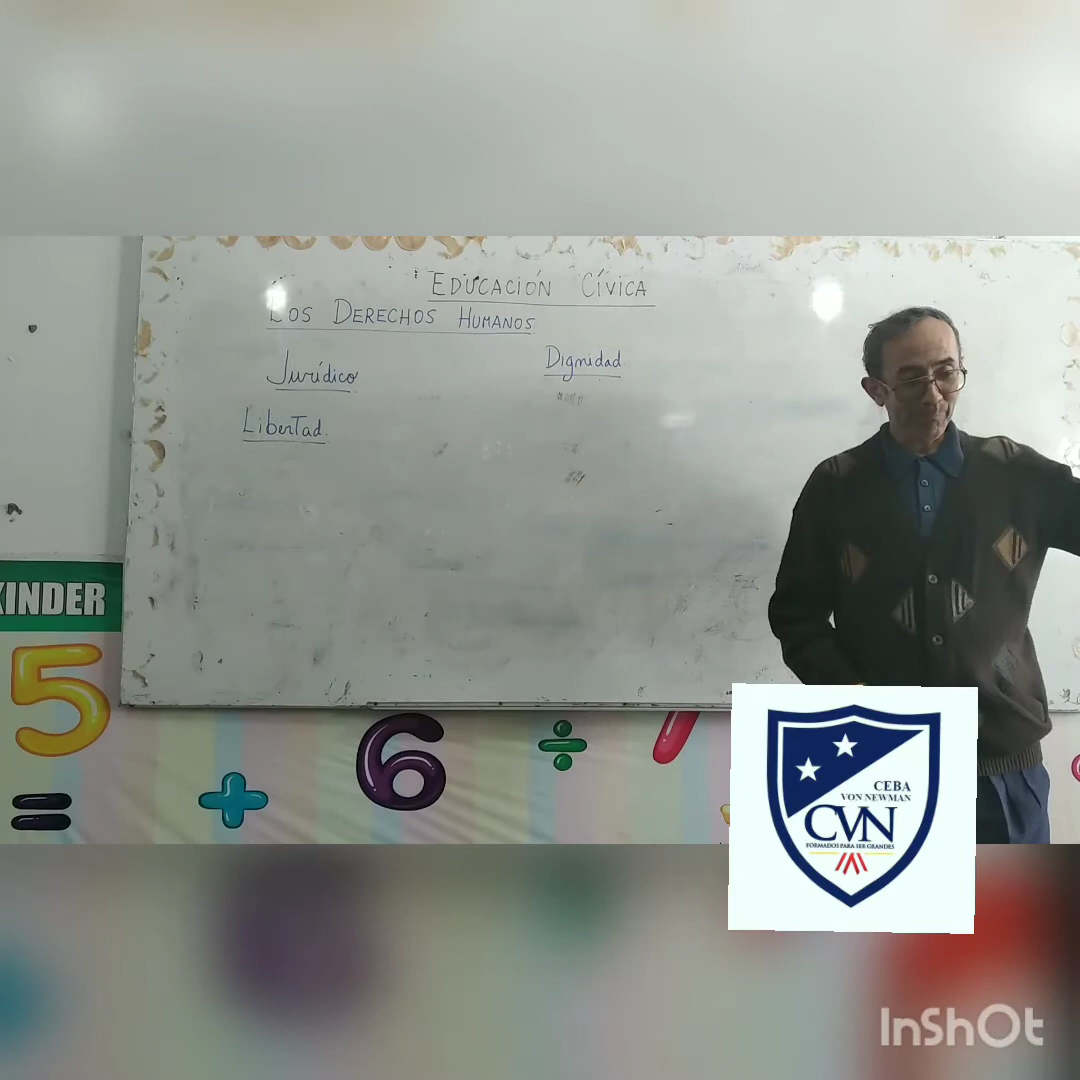 EDUCACIÓN CÍVICA
LOS DERECHOS HUMANOS
Jurídico
Dignidad
Libertad.
KINDER
5
=
+
6
÷
7
CEBA
VON NEWMAN
CVN
FORMADOS PARA SER GRANDES
InShOt